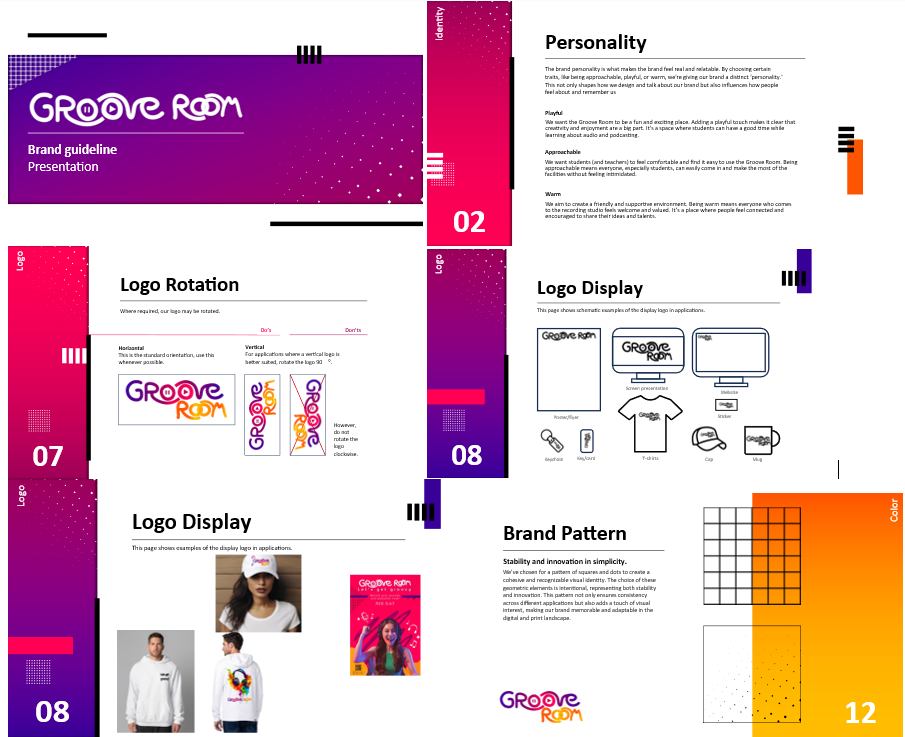 GROOVE ROOM
Brand guideline
Presentation
Identity
Personality
The brand personality is what makes the brand feel real and relatable. By choosing certain
traits, like being approachable, playful, or warm, we're giving our brand a distinct 'personality.'
This not only shapes how we design and talk about our brand but also influences how people
feel about and remember us
Playful
We want the Groove Room to be a fun and exciting place. Adding a playful touch makes it clear that
creativity and enjoyment are a big part. It's a space where students can have a good time while
learning about audio and podcasting.
Approachable
We want students (and teachers) to feel comfortable and find it easy to use the Groove Room. Being
approachable means everyone, especially students, can easily come in and make the most of the
facilities without feeling intimidated.
Warm
We aim to create a friendly and supportive environment. Being warm means everyone who comes
to the recording studio feels welcome and valued. It's a place where people feel connected and
encouraged to share their ideas and talents.
02
Logo
Logo Rotation
Where required, our logo may be rotated.
Do's
Don'ts
Horizontal
This is the standard orientation, use this
whenever possible.
Vertical
For applications where a vertical logo is
better suited, rotate the logo 90 °.
GROOVE
ROOM
GROOVE
ROOM
GROOVE
ROOM
However,
do not
rotate the
logo
clockwise.
07
Logo
Logo Display
This page shows schematic examples of the display logo in applications.
GROOVE ROOM
GROOVE
ROOM
Screen presentation
Website
Poster/flyer
Sticker
GROOVE
ROOM
Keychain
Key/card
T-shirts
Cap
Mug
08
Logo
Logo Display
This page shows examples of the display logo in applications.
GROOVE ROOM
Let's get groovy
08
Color
Brand Pattern
Stability and innovation in simplicity.
We've chosen for a pattern of squares and dots to create a
cohesive and recognizable visual identity. The choice of these
geometric elements is intentional, representing both stability
and innovation. This pattern not only ensures consistency
across different applications but also adds a touch of visual
interest, making our brand memorable and adaptable in the
digital and print landscape.
GROOVE
ROOM
12